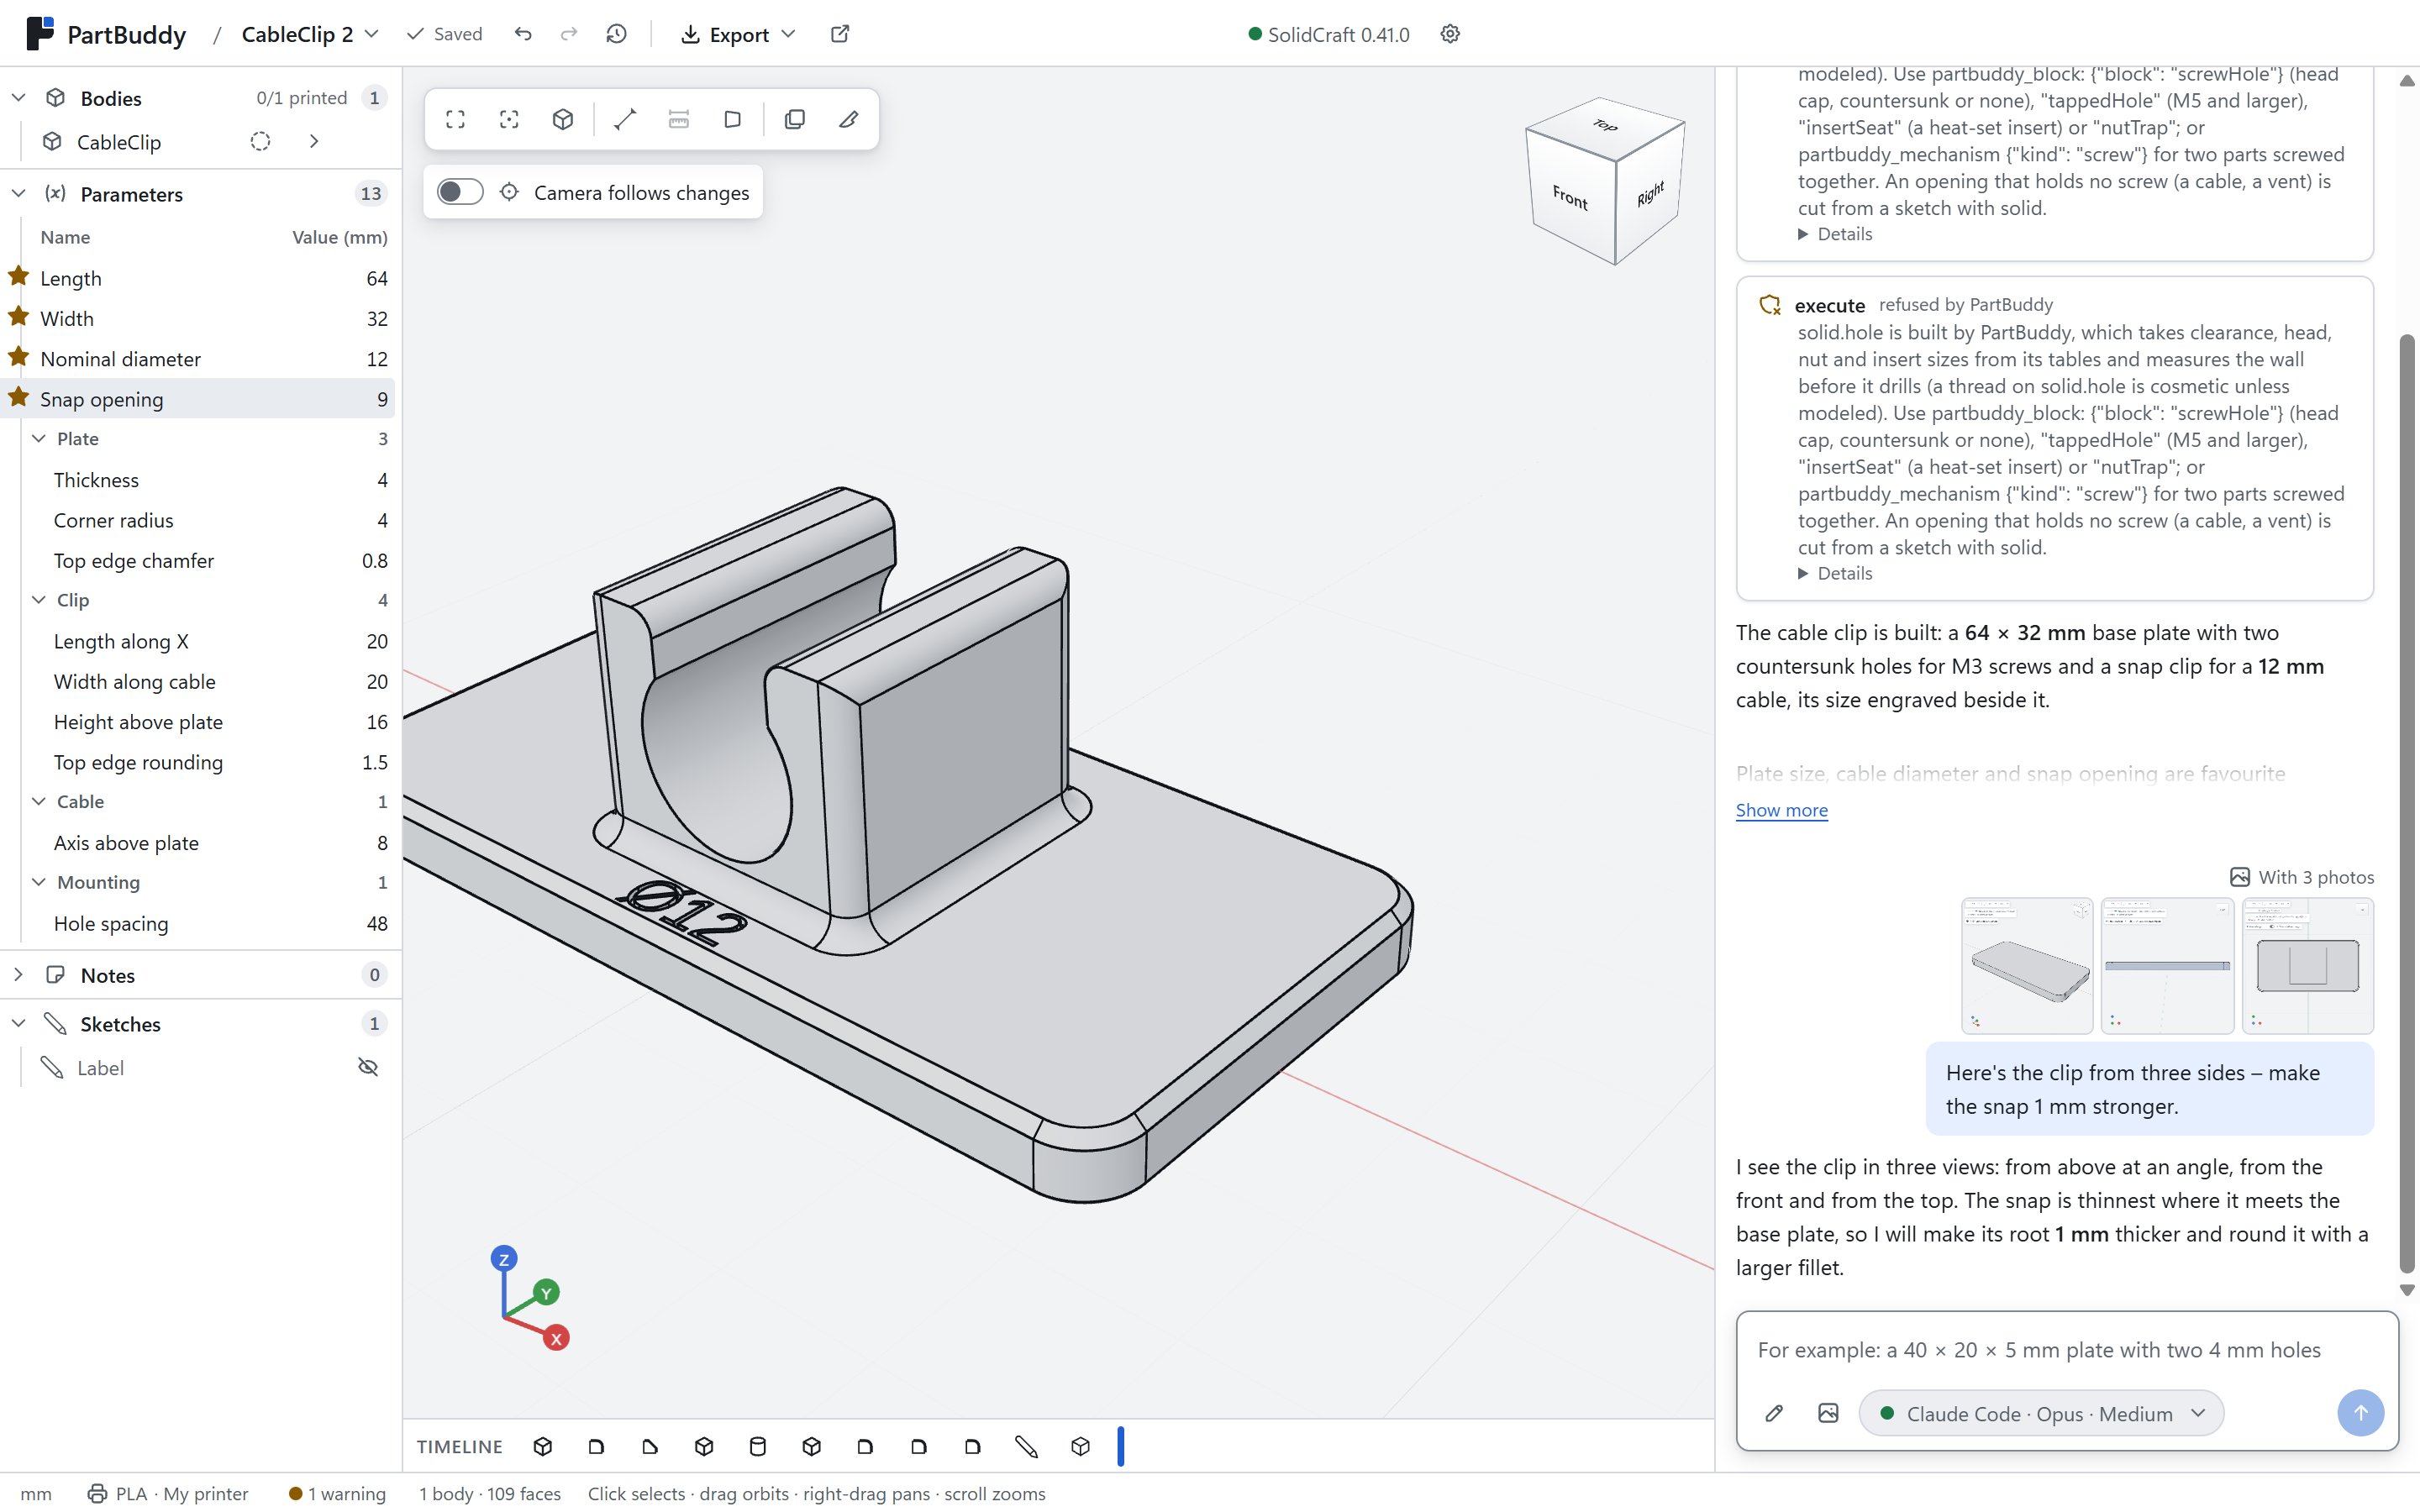 PartBuddy / CableClip 2 Saved Export SolidCraft 0.41.0
Bodies 0/1 printed 1
CableClip
Parameters 13
Name Value (mm)
Length 64
Width 32
Nominal diameter 12
Snap opening 9
Plate 3
Thickness 4
Corner radius 4
Top edge chamfer 0.8
Clip 4
Length along X 20
Width along cable 20
Height above plate 16
Top edge rounding 1.5
Cable 1
Axis above plate 8
Mounting 1
Hole spacing 48
Notes 0
Sketches 1
Label
Camera follows changes
Top
Front
Right
Ø12
Z
Y
X
TIMELINE
modeled). Use partbuddy_block: {"block": "screwHole"} (head
cap, countersunk or none), "tappedHole" (M5 and larger),
"insertSeat" (a heat-set insert) or "nutTrap"; or
partbuddy_mechanism {"kind": "screw"} for two parts screwed
together. An opening that holds no screw (a cable, a vent) is
cut from a sketch with solid.
Details
execute refused by PartBuddy
solid.hole is built by PartBuddy, which takes clearance, head,
nut and insert sizes from its tables and measures the wall
before it drills (a thread on solid.hole is cosmetic unless
modeled). Use partbuddy_block: {"block": "screwHole"} (head
cap, countersunk or none), "tappedHole" (M5 and larger),
"insertSeat" (a heat-set insert) or "nutTrap"; or
partbuddy_mechanism {"kind": "screw"} for two parts screwed
together. An opening that holds no screw (a cable, a vent) is
cut from a sketch with solid.
Details
The cable clip is built: a 64 × 32 mm base plate with two
countersunk holes for M3 screws and a snap clip for a 12 mm
cable, its size engraved beside it.
Plate size, cable diameter and snap opening are favourite
Show more
With 3 photos
Here's the clip from three sides – make
the snap 1 mm stronger.
I see the clip in three views: from above at an angle, from the
front and from the top. The snap is thinnest where it meets the
base plate, so I will make its root 1 mm thicker and round it with a
larger fillet.
For example: a 40 × 20 × 5 mm plate with two 4 mm holes
Claude Code · Opus · Medium
mm PLA · My printer 1 warning 1 body · 109 faces Click selects · drag orbits · right-drag pans · scroll zooms